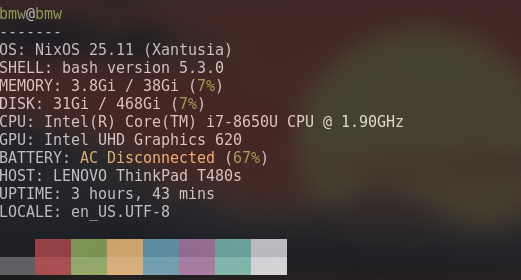 bmw@bmw
-------
OS: NixOS 25.11 (Xantusia)
SHELL: bash version 5.3.0
MEMORY: 3.8Gi / 38Gi (7%)
DISK: 31Gi / 468Gi (7%)
CPU: Intel(R) Core(TM) i7-8650U CPU @ 1.90GHz
GPU: Intel UHD Graphics 620
BATTERY: AC Disconnected (67%)
HOST: LENOVO ThinkPad T480s
UPTIME: 3 hours, 43 mins
LOCALE: en_US.UTF-8